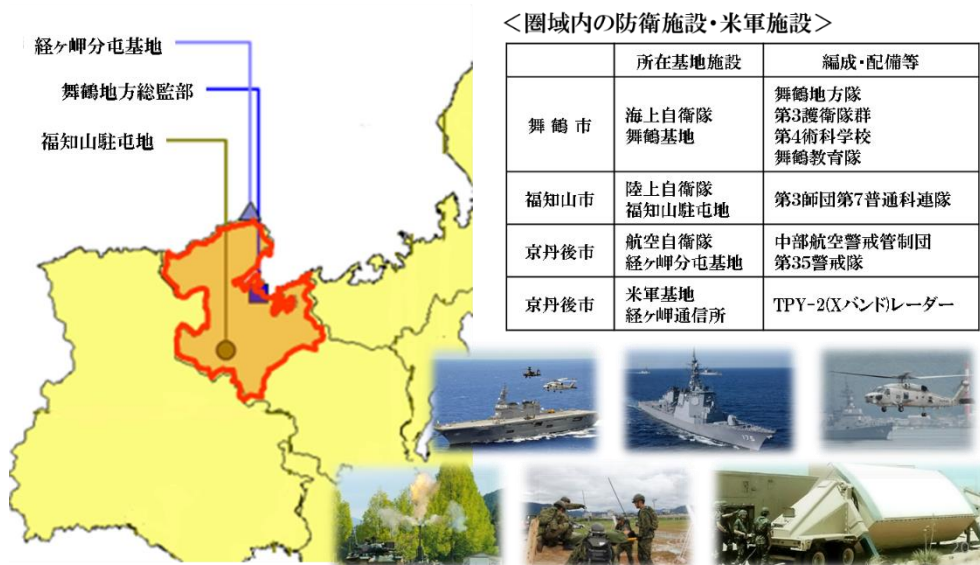 経ヶ岬分屯基地
舞鶴地方総監部
福知山駐屯地
＜圏域内の防衛施設・米軍施設＞
所在基地施設 編成・配備等
舞鶴市 海上自衛隊 舞鶴基地 舞鶴地方隊
第3護衛隊群
第4術科学校
舞鶴教育隊
福知山市 陸上自衛隊 福知山駐屯地 第3師団第7普通科連隊
京丹後市 航空自衛隊 経ヶ岬分屯基地 中部航空警戒管制団
第35警戒隊
京丹後市 米軍基地 経ヶ岬通信所 TPY-2(Xバンド)レーダー
175
20